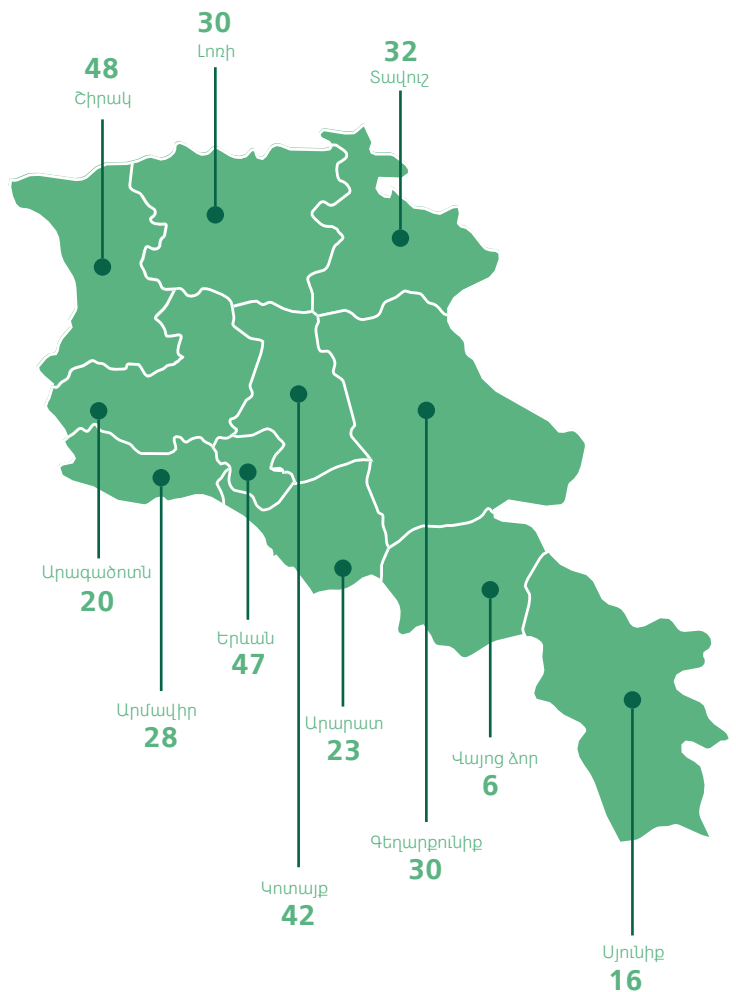 30
Լոռի
32
Տավուշ
48
Շիրակ
Արագածոտն
20
Երևան
47
Արմավիր
28
Արարատ
23
Վայոց ձոր
6
Գեղարքունիք
30
Կոտայք
42
Սյունիք
16